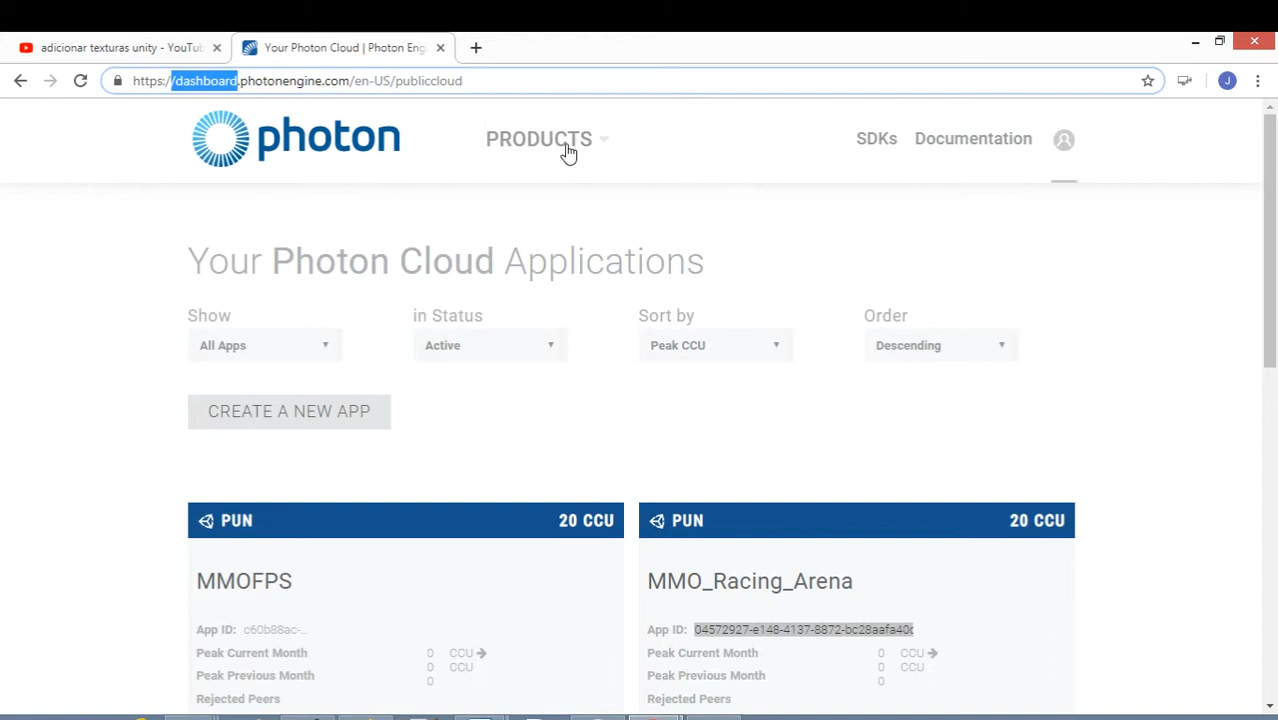 adicionar texturas unity - YouTub
Your Photon Cloud | Photon Eng
https://dashboard.photonengine.com/en-US/publiccloud
J
photon
PRODUCTS
SDKs
Documentation
Your Photon Cloud Applications
Show
in Status
Sort by
Order
All Apps
Active
Peak CCU
Descending
CREATE A NEW APP
PUN 20 CCU
PUN 20 CCU
MMOFPS
MMO_Racing_Arena
App ID: c60b88ac-...
App ID: 04572927-e148-4137-8872-bc28aafa40c
Peak Current Month 0 CCU
Peak Current Month 0 CCU
0 CCU
0 CCU
Peak Previous Month 0
Peak Previous Month 0
Rejected Peers
Rejected Peers